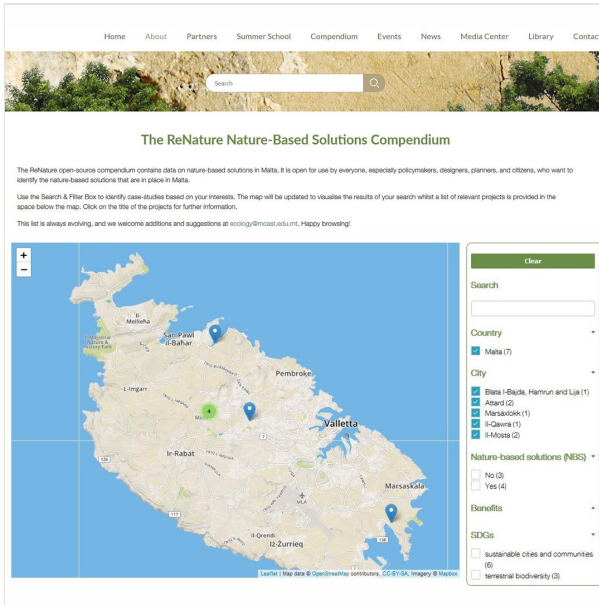 Home About Partners Summer School Compendium Events News Media Center Library Contac
Search
The ReNature Nature-Based Solutions Compendium
The ReNature open-source compendium contains data on nature-based solutions in Malta. It is open for use by everyone, especially policymakers, designers, planners, and citizens, who want to
identify the nature-based solutions that are in place in Malta.
Use the Search & Filter Box to identify case-studies based on your interests. The map will be updated to visualise the results of your search whilst a list of relevant projects is provided in the
space below the map. Click on the title of the projects for further information.
This list is always evolving, and we welcome additions and suggestions at ecology@mcast.edu.mt. Happy browsing!
+
−
Il-
Mellieħa
San Pawl
il-Baħar
Pembroke
L-Imġarr
4
7
Valletta
Ir-Rabat
126
Marsaskala
MLA
117
Il-Qrendi
Iż-Żurrieq
136
Leaflet | Map data © OpenStreetMap contributors, CC-BY-SA, Imagery © Mapbox
Clear
Search
Country
Malta (7)
City
Blata l-Bajda, Hamrun and Lija (1)
Attard (2)
Marsaxlokk (1)
Il-Qawra (1)
Il-Mosta (2)
Nature-based solutions (NBS)
No (3)
Yes (4)
Benefits
SDGs
sustainable cities and communities
(6)
terrestrial biodiversity (3)